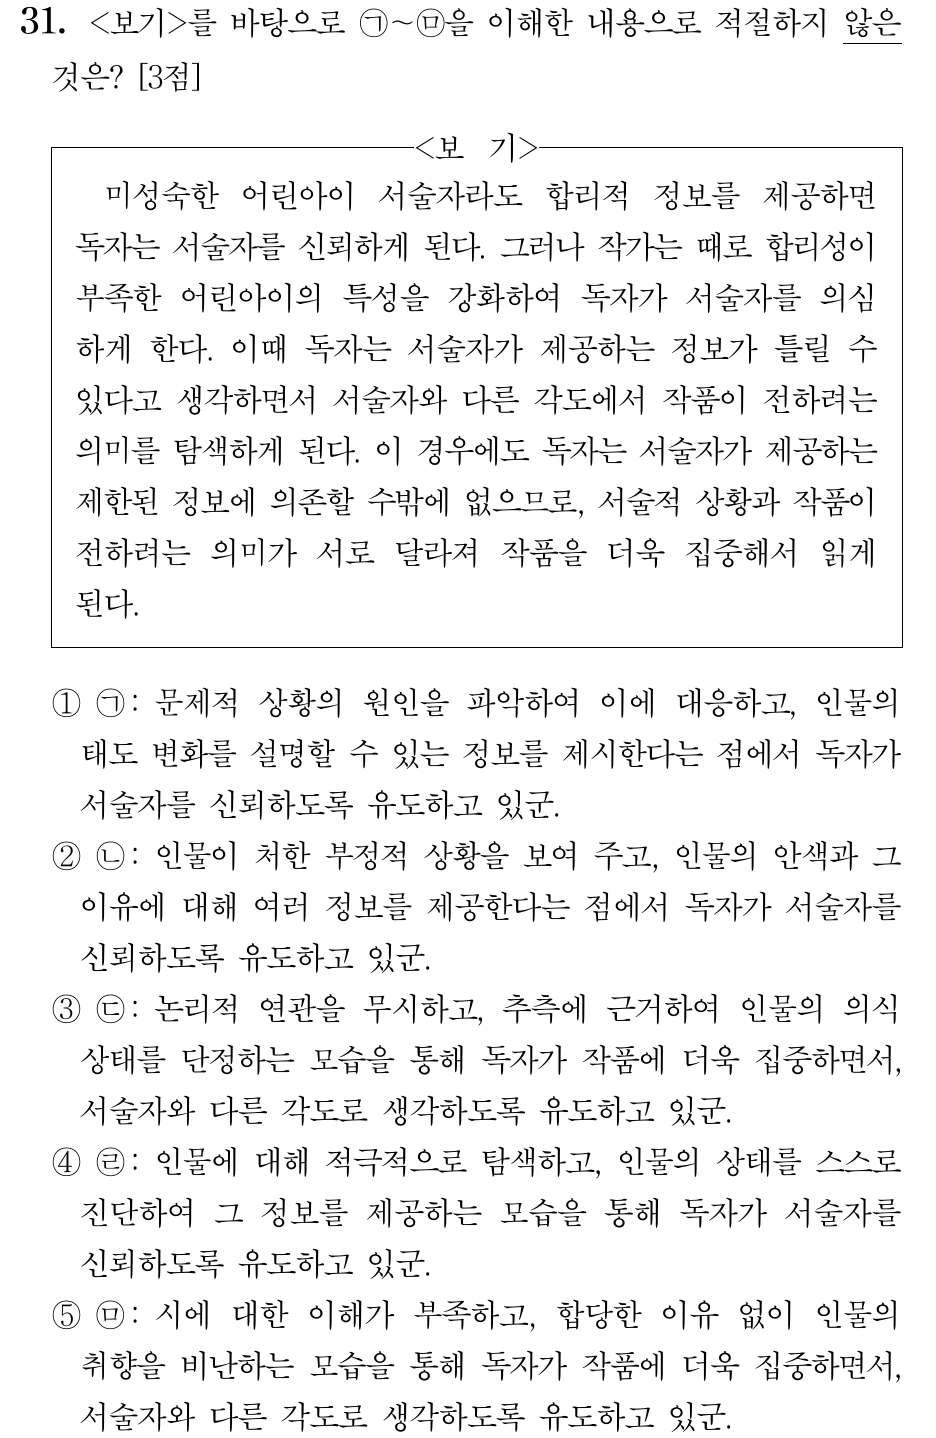 31. <보기>를 바탕으로 ㉠~㉤을 이해한 내용으로 적절하지 않은
것은? [3점]
<보 기>
미성숙한 어린아이 서술자라도 합리적 정보를 제공하면
독자는 서술자를 신뢰하게 된다. 그러나 작가는 때로 합리성이
부족한 어린아이의 특성을 강화하여 독자가 서술자를 의심
하게 한다. 이때 독자는 서술자가 제공하는 정보가 틀릴 수
있다고 생각하면서 서술자와 다른 각도에서 작품이 전하려는
의미를 탐색하게 된다. 이 경우에도 독자는 서술자가 제공하는
제한된 정보에 의존할 수밖에 없으므로, 서술적 상황과 작품이
전하려는 의미가 서로 달라져 작품을 더욱 집중해서 읽게
된다.
① ㉠: 문제적 상황의 원인을 파악하여 이에 대응하고, 인물의
태도 변화를 설명할 수 있는 정보를 제시한다는 점에서 독자가
서술자를 신뢰하도록 유도하고 있군.
② ㉡: 인물이 처한 부정적 상황을 보여 주고, 인물의 안색과 그
이유에 대해 여러 정보를 제공한다는 점에서 독자가 서술자를
신뢰하도록 유도하고 있군.
③ ㉢: 논리적 연관을 무시하고, 추측에 근거하여 인물의 의식
상태를 단정하는 모습을 통해 독자가 작품에 더욱 집중하면서,
서술자와 다른 각도로 생각하도록 유도하고 있군.
④ ㉣: 인물에 대해 적극적으로 탐색하고, 인물의 상태를 스스로
진단하여 그 정보를 제공하는 모습을 통해 독자가 서술자를
신뢰하도록 유도하고 있군.
⑤ ㉤: 시에 대한 이해가 부족하고, 합당한 이유 없이 인물의
취향을 비난하는 모습을 통해 독자가 작품에 더욱 집중하면서,
서술자와 다른 각도로 생각하도록 유도하고 있군.